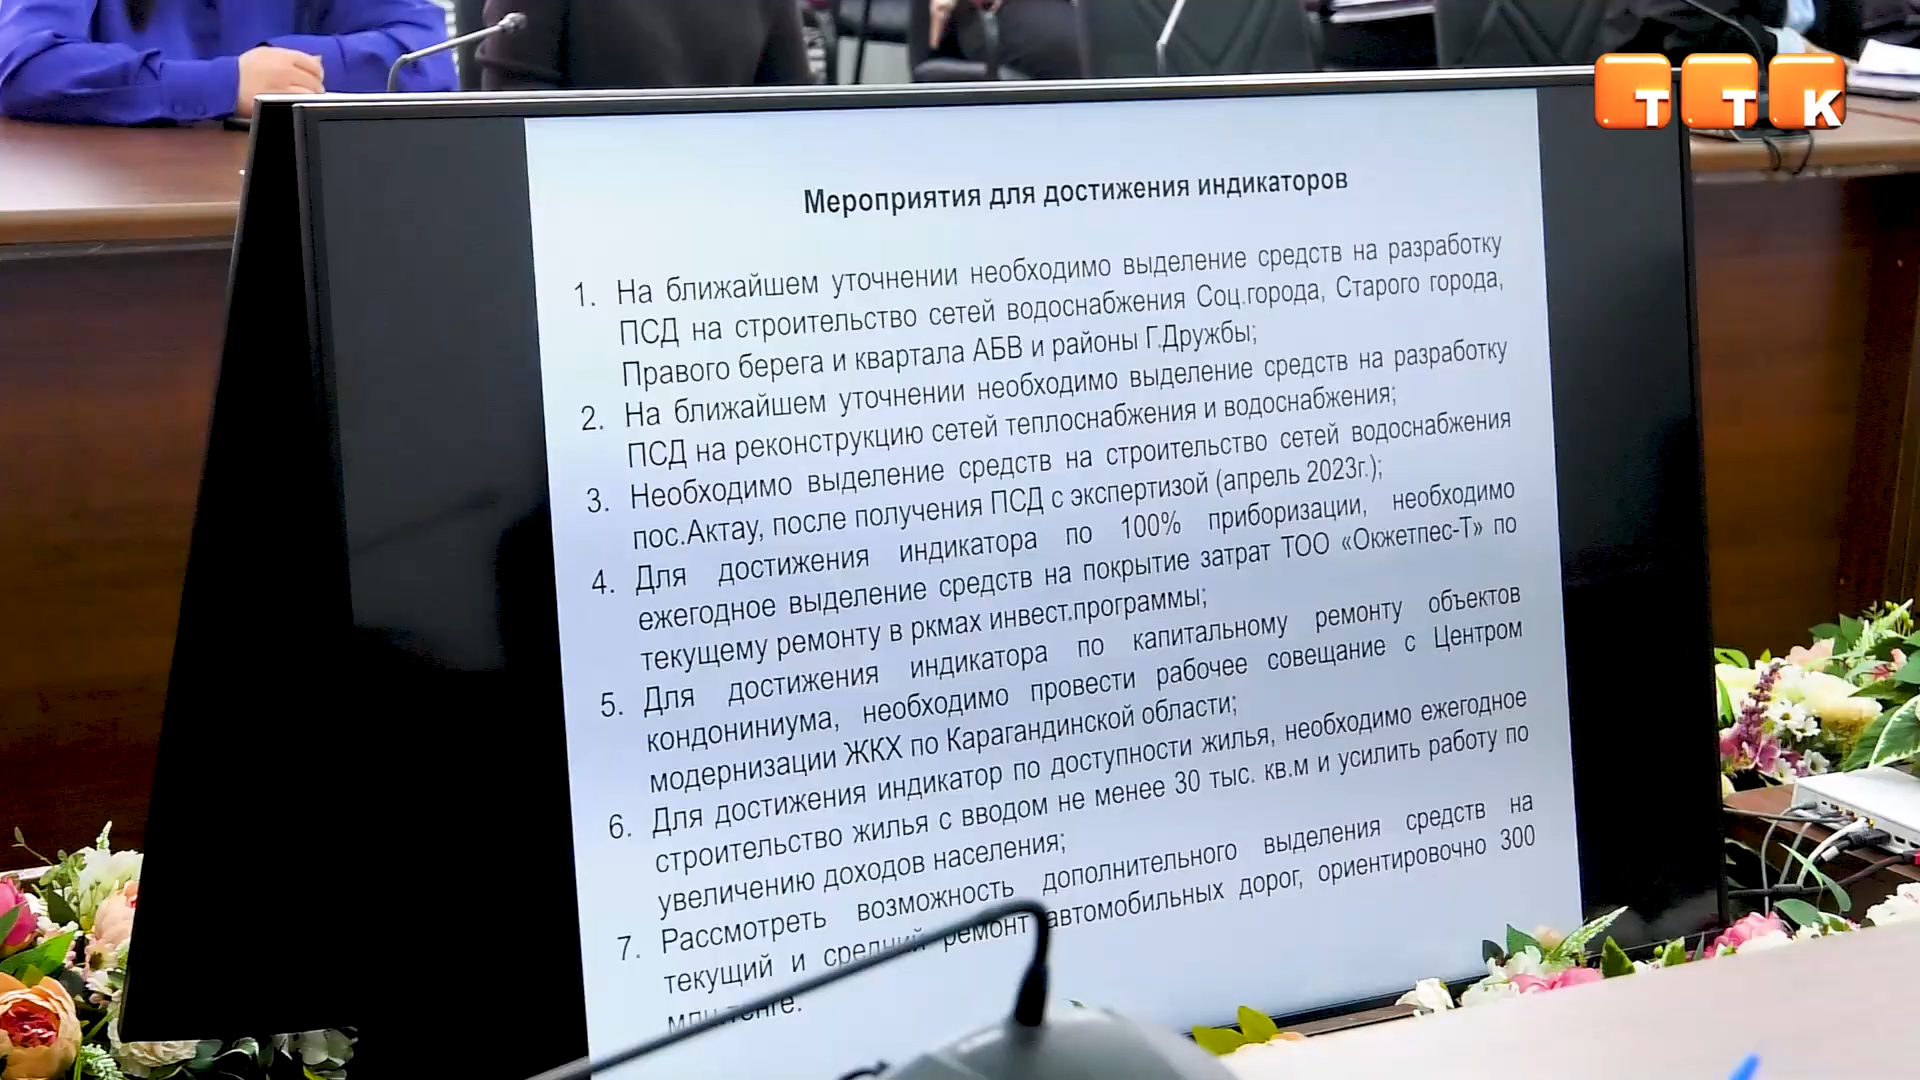 ТТК
Мероприятия для достижения индикаторов
1. На ближайшем уточнении необходимо выделение средств на разработку
ПСД на строительство сетей водоснабжения Соц.города, Старого города,
Правого берега и квартала АБВ и районы Г.Дружбы;
2. На ближайшем уточнении необходимо выделение средств на разработку
ПСД на реконструкцию сетей теплоснабжения и водоснабжения;
3. Необходимо выделение средств на строительство сетей водоснабжения
пос.Актау, после получения ПСД с экспертизой (апрель 2023г.);
4. Для достижения индикатора по 100% приборизации, необходимо
ежегодное выделение средств на покрытие затрат ТОО «Окжетпес-Т» по
текущему ремонту в ркмах инвест.программы;
5. Для достижения индикатора по капитальному ремонту объектов
кондониниума, необходимо провести рабочее совещание с Центром
модернизации ЖКХ по Карагандинской области;
6. Для достижения индикатор по доступности жилья, необходимо ежегодное
строительство жилья с вводом не менее 30 тыс. кв.м и усилить работу по
увеличению доходов населения;
7. Рассмотреть возможность дополнительного выделения средств на
текущий и средний ремонт автомобильных дорог, ориентировочно 300
млн.тенге.